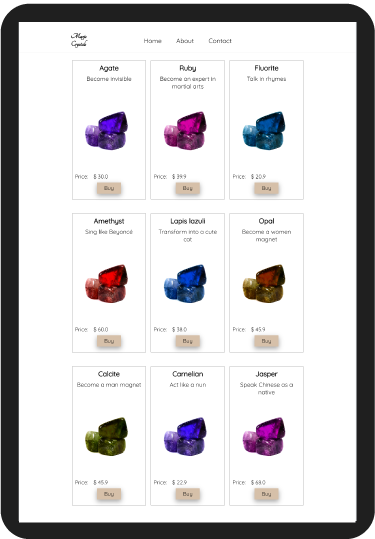 Magic
Crystals
Home About Contact
Agate
Become invisible
Price: $ 30.0
Buy
Ruby
Become an expert in
martial arts
Price: $ 39.9
Buy
Fluorite
Talk in rhymes
Price: $ 20.9
Buy
Amethyst
Sing like Beyoncé
Price: $ 60.0
Buy
Lapis lazuli
Transform into a cute
cat
Price: $ 38.0
Buy
Opal
Become a women
magnet
Price: $ 45.9
Buy
Calcite
Become a man magnet
Price: $ 45.9
Buy
Carnelian
Act like a nun
Price: $ 22.9
Buy
Jasper
Speak Chinese as a
native
Price: $ 68.0
Buy